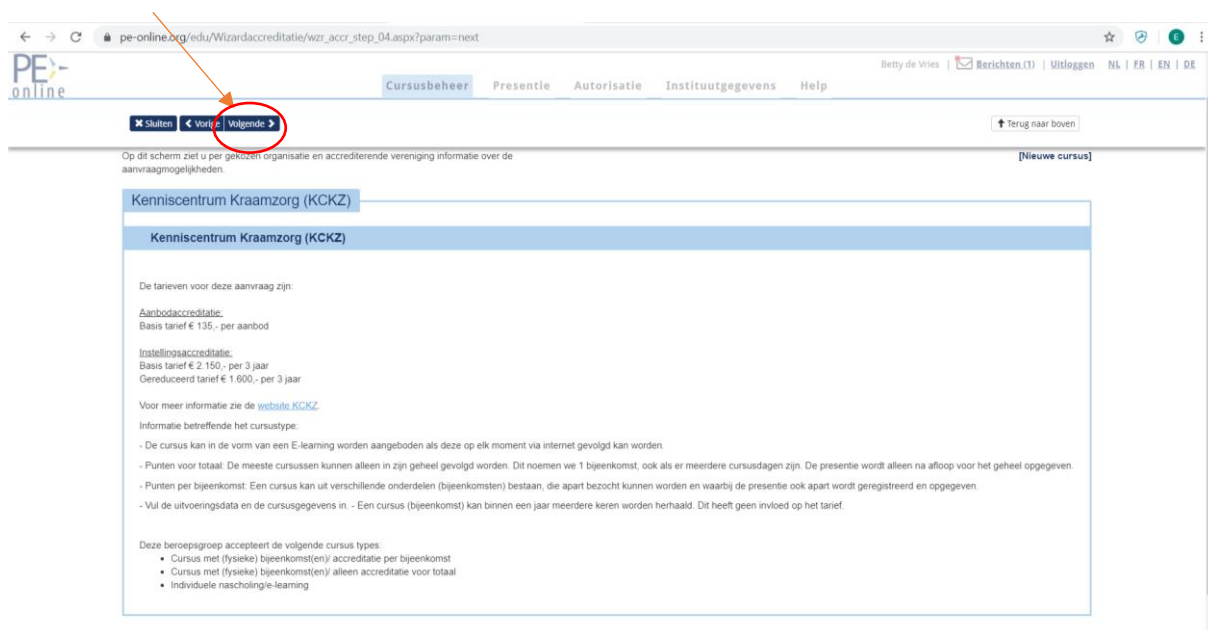 pe-online.org/edu/Wizardaccreditatie/wzr_accr_step_04.aspx?param=next
E
PE
online
Betty de Vries | Berichten (1) | Uitloggen NL | FR | EN | DE
Cursusbeheer Presentie Autorisatie Instituutgegevens Help
Sluiten Vorige Volgende
Terug naar boven
Op dit scherm ziet u per gekozen organisatie en accrediterende vereniging informatie over de
aanvraagmogelijkheden.
[Nieuwe cursus]
Kenniscentrum Kraamzorg (KCKZ)
Kenniscentrum Kraamzorg (KCKZ)
De tarieven voor deze aanvraag zijn:
Aanbodaccreditatie:
Basis tarief € 135,- per aanbod
Instellingsaccreditatie:
Basis tarief € 2.150,- per 3 jaar
Gereduceerd tarief € 1.600,- per 3 jaar
Voor meer informatie zie de website KCKZ.
Informatie betreffende het cursustype:
- De cursus kan in de vorm van een E-learning worden aangeboden als deze op elk moment via internet gevolgd kan worden.
- Punten voor totaal: De meeste cursussen kunnen alleen in zijn geheel gevolgd worden. Dit noemen we 1 bijeenkomst, ook als er meerdere cursusdagen zijn. De presentie wordt alleen na afloop voor het geheel opgegeven.
- Punten per bijeenkomst: Een cursus kan uit verschillende onderdelen (bijeenkomsten) bestaan, die apart bezocht kunnen worden en waarbij de presentie ook apart wordt geregistreerd en opgegeven.
- Vul de uitvoeringsdata en de cursusgegevens in. - Een cursus (bijeenkomst) kan binnen een jaar meerdere keren worden herhaald. Dit heeft geen invloed op het tarief.
Deze beroepsgroep accepteert de volgende cursus types:
• Cursus met (fysieke) bijeenkomst(en)/ accreditatie per bijeenkomst
• Cursus met (fysieke) bijeenkomst(en)/ alleen accreditatie voor totaal
• Individuele nascholing/e-learning